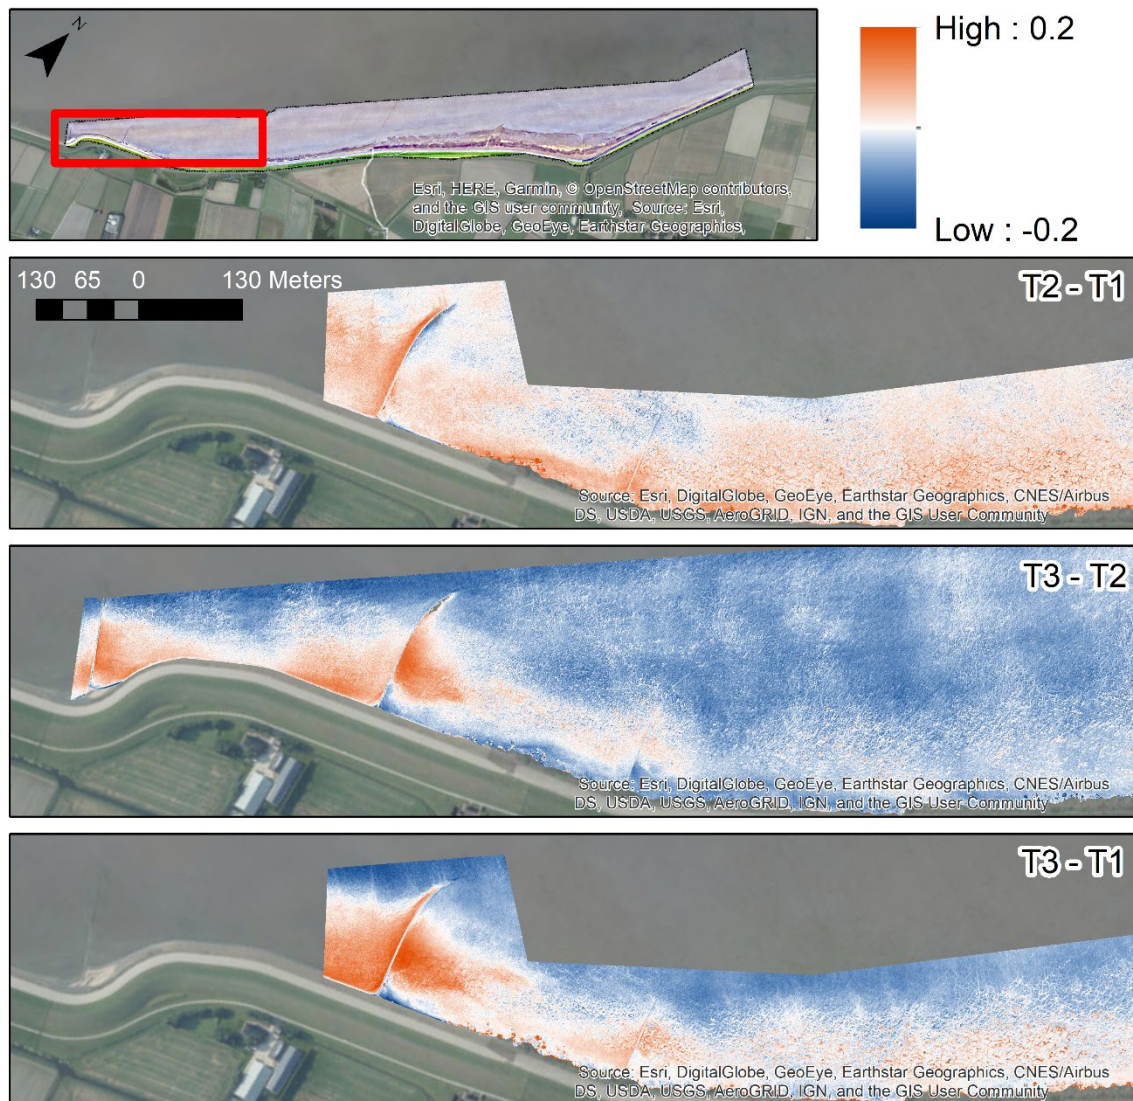 N
High : 0.2
Esri, HERE, Garmin, © OpenStreetMap contributors,
and the GIS user community, Source: Esri,
DigitalGlobe, GeoEye, Earthstar Geographics,
Low : -0.2
130 65 0 130 Meters
T2 - T1
Source: Esri, DigitalGlobe, GeoEye, Earthstar Geographics, CNES/Airbus
DS, USDA, USGS, AeroGRID, IGN, and the GIS User Community
T3 - T2
Source: Esri, DigitalGlobe, GeoEye, Earthstar Geographics, CNES/Airbus
DS, USDA, USGS, AeroGRID, IGN, and the GIS User Community
T3 - T1
Source: Esri, DigitalGlobe, GeoEye, Earthstar Geographics, CNES/Airbus
DS, USDA, USGS, AeroGRID, IGN, and the GIS User Community